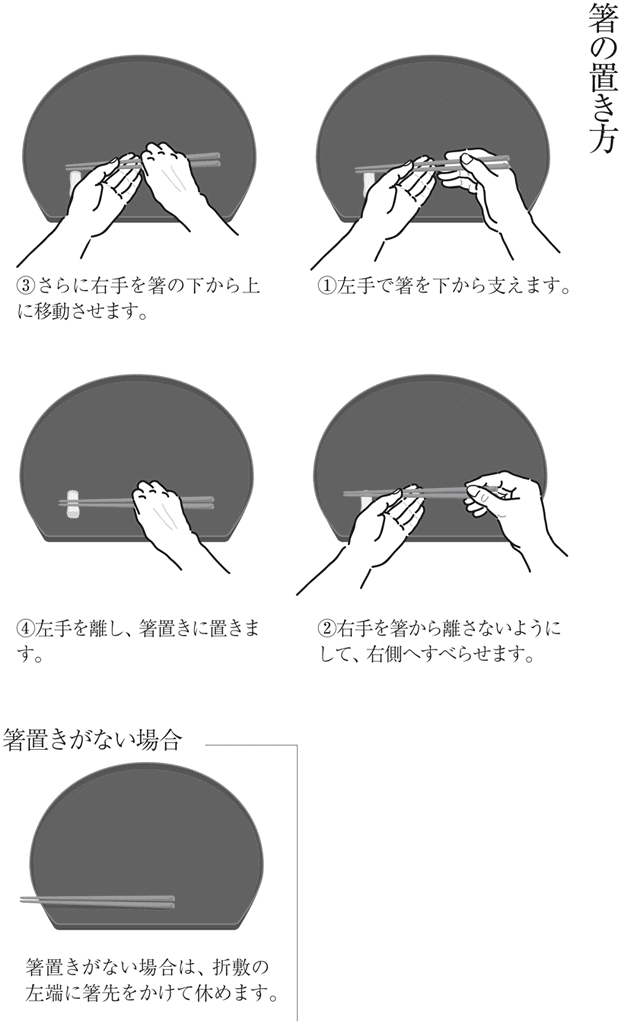 箸の置き方
①左手で箸を下から支えます。
②右手を箸から離さないように
して、右側へすべらせます。
③さらに右手を箸の下から上
に移動させます。
④左手を離し、箸置きに置きま
す。
箸置きがない場合
箸置きがない場合は、折敷の
左端に箸先をかけて休めます。